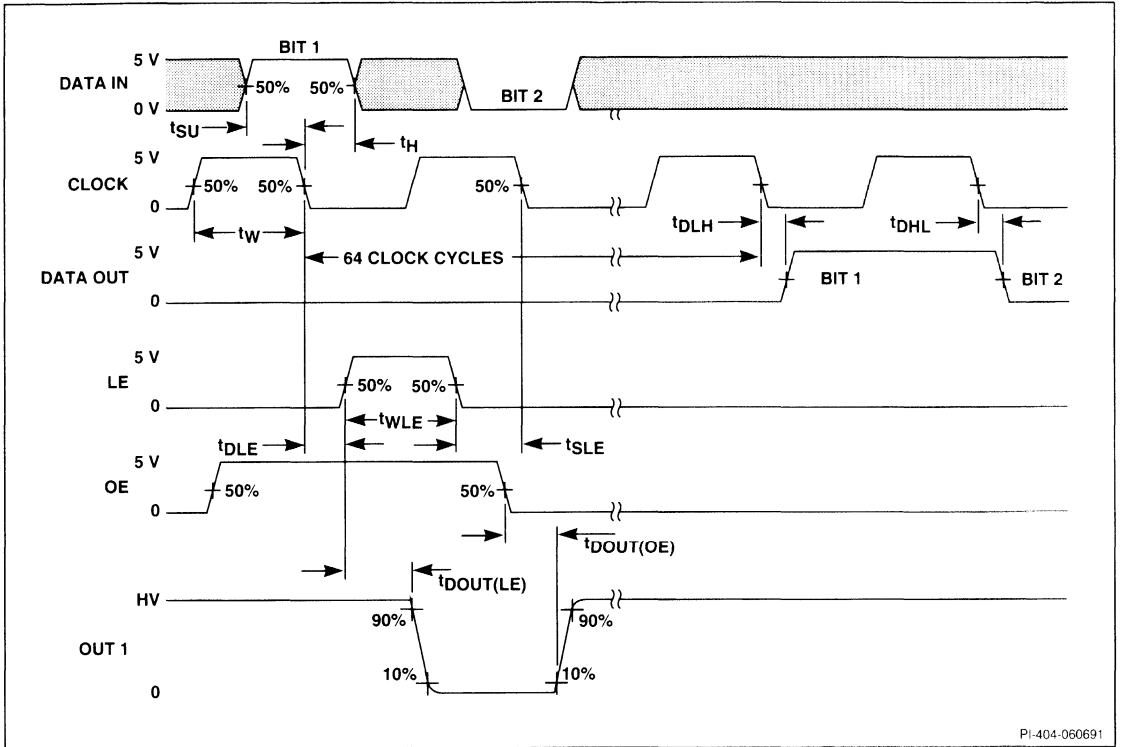 BIT 1
5 V
DATA IN
50% 50%
BIT 2
0 V
tSU
tH
5 V
CLOCK
50% 50% 50%
0
tW
tDLH
tDHL
64 CLOCK CYCLES
5 V
DATA OUT
BIT 1
BIT 2
0
5 V
LE
50% 50%
0
tWLE
tDLE
tSLE
5 V
OE
50% 50%
0
tDOUT(OE)
tDOUT(LE)
HV
90% 90%
OUT 1
10% 10%
0
PI-404-060691